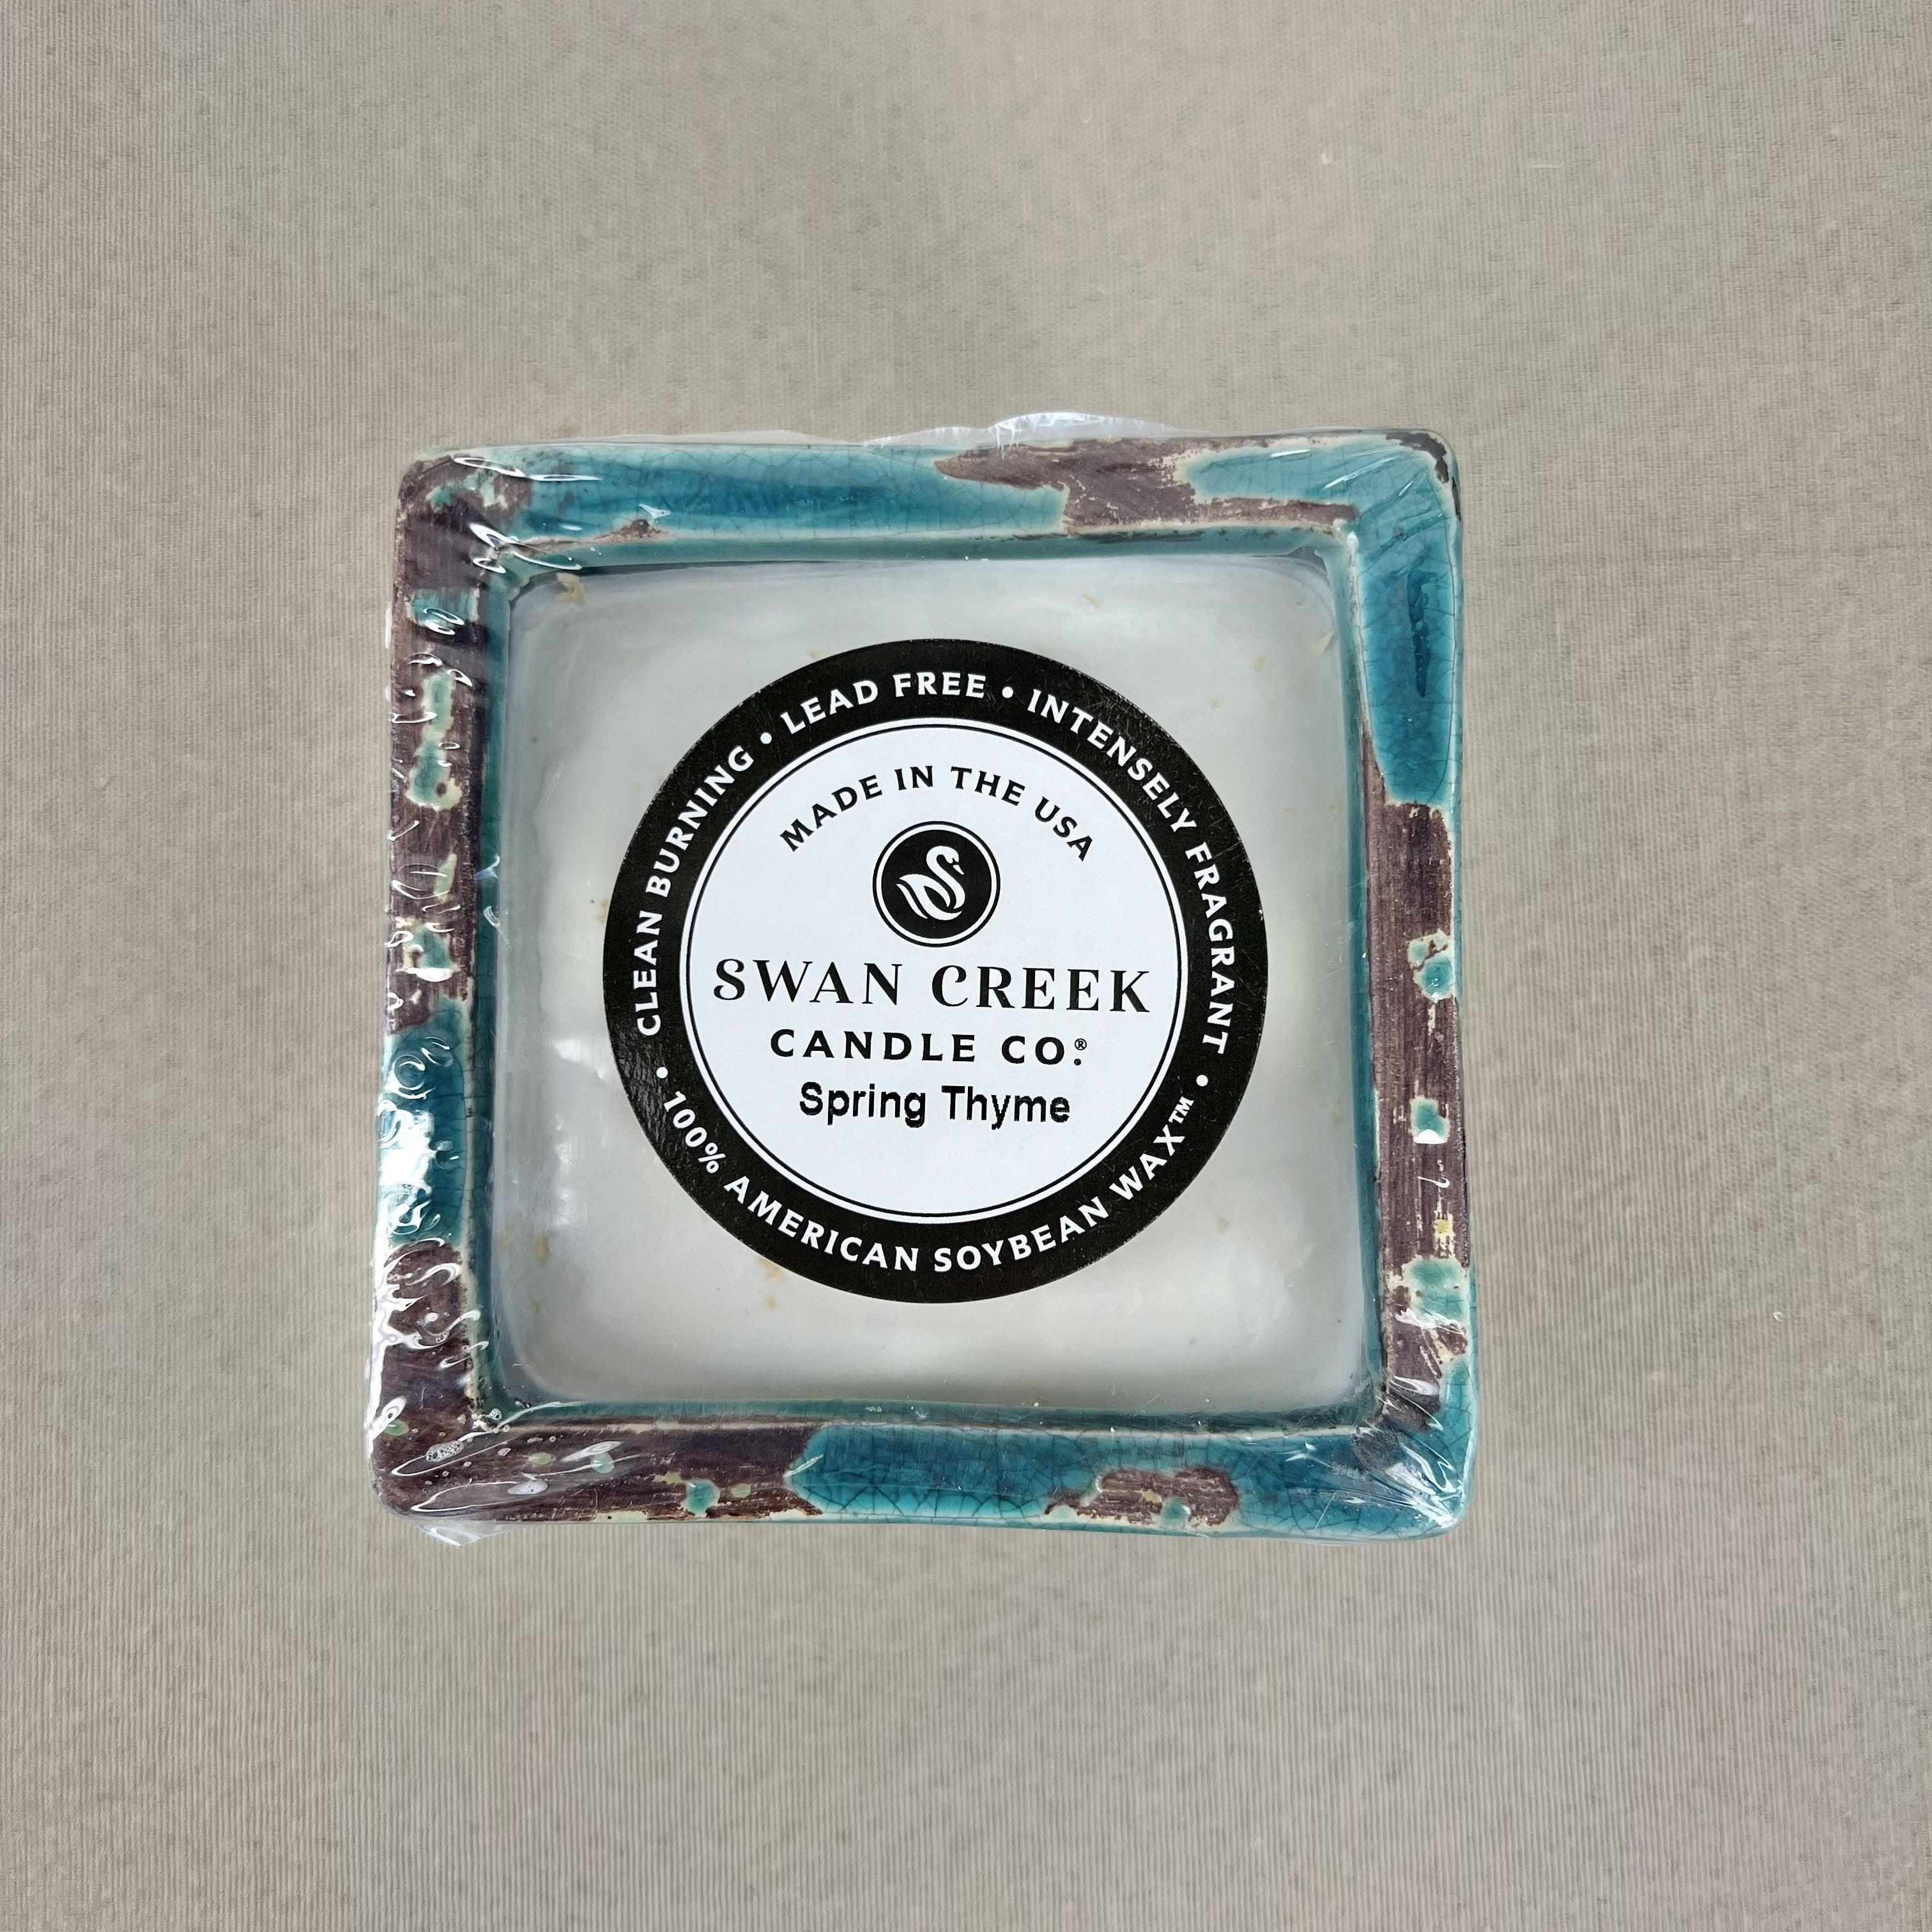 CLEAN BURNING • LEAD FREE • INTENSELY FRAGRANT •
MADE IN THE USA
SWAN CREEK
CANDLE CO.®
Spring Thyme
• 100% AMERICAN SOYBEAN WAX™